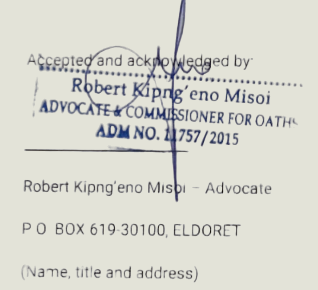 Accepted and acknowledged by:
Robert Kipng'eno Misoi
ADVOCATE & COMMISSIONER FOR OATHS
ADM NO. 11757/2015
Robert Kipng'eno Misoi – Advocate
P O BOX 619-30100, ELDORET
(Name, title and address)